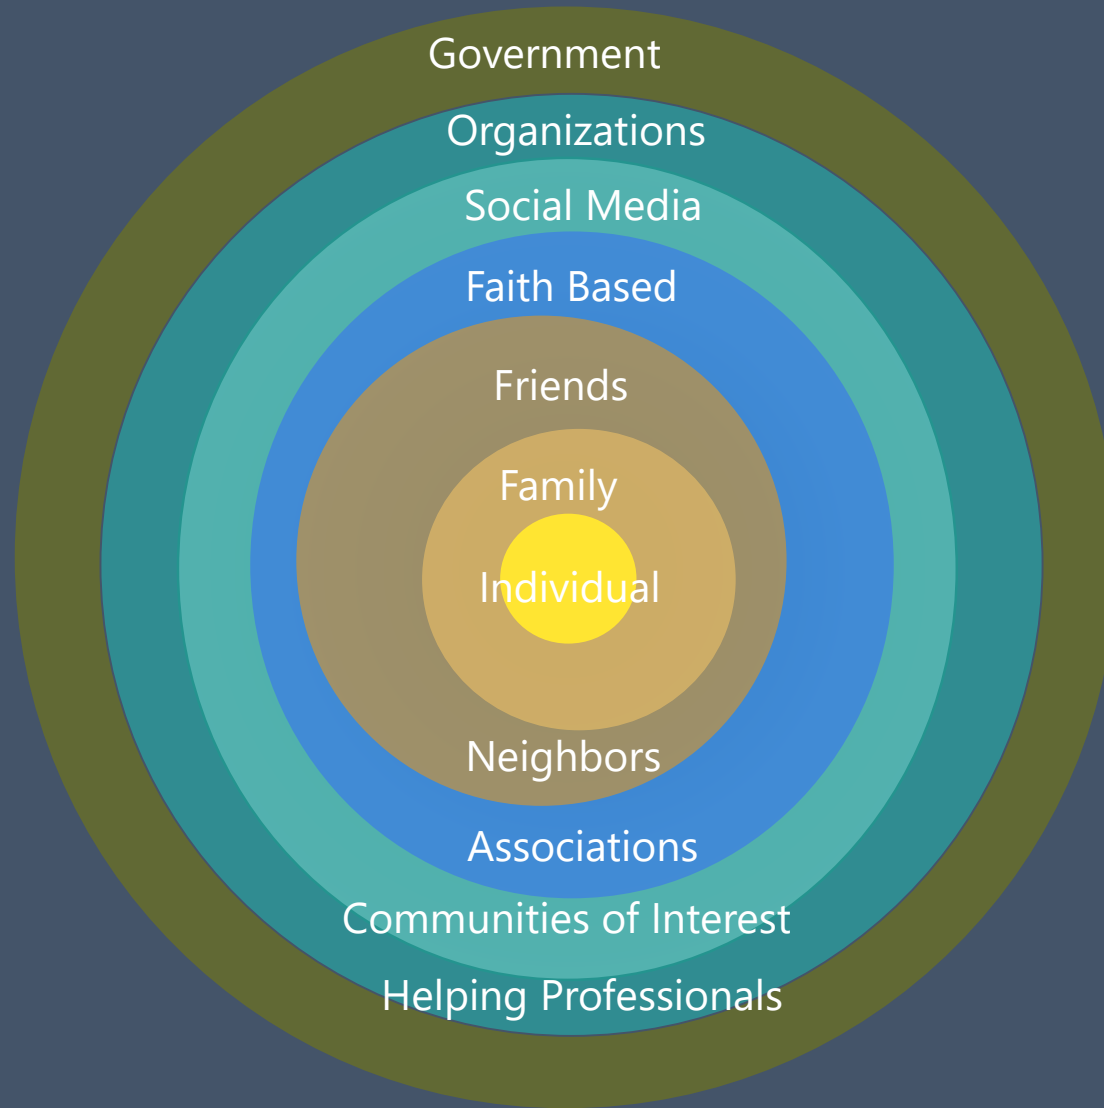 Government
Organizations
Social Media
Faith Based
Friends
Family
Individual
Neighbors
Associations
Communities of Interest
Helping Professionals